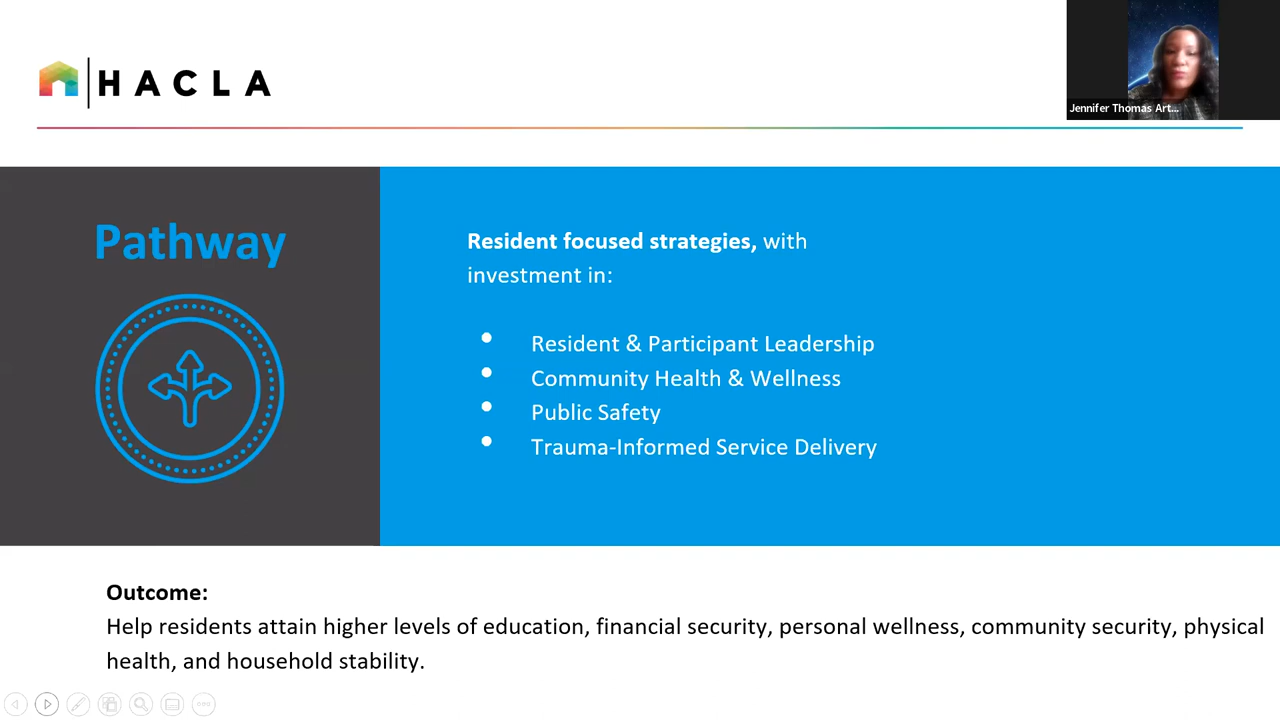 HACLA
Jennifer Thomas Art...
Pathway
Resident focused strategies, with
investment in:
• Resident & Participant Leadership
• Community Health & Wellness
• Public Safety
• Trauma-Informed Service Delivery
Outcome:
Help residents attain higher levels of education, financial security, personal wellness, community security, physical
health, and household stability.